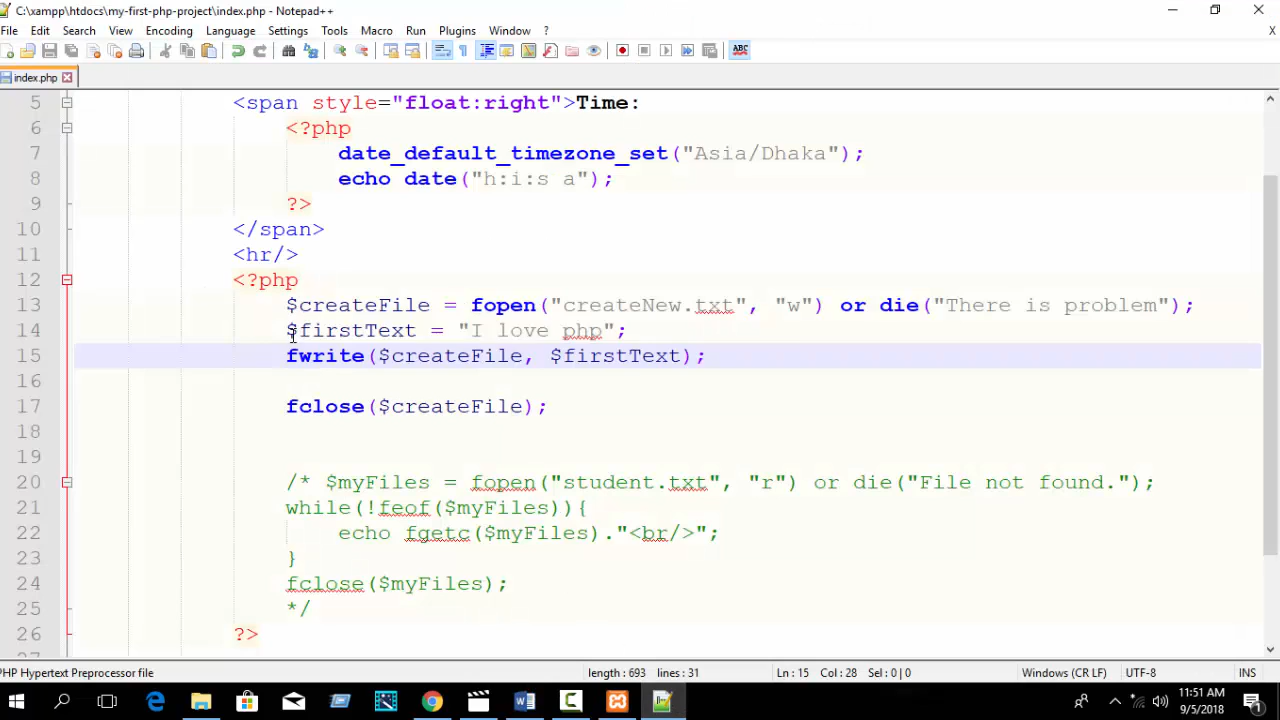 C:\xampp\htdocs\my-first-php-project\index.php - Notepad++
File Edit Search View Encoding Language Settings Tools Macro Run Plugins Window ? X
ABC
index.php
5 <span style="float:right">Time:
6 <?php
7 date_default_timezone_set("Asia/Dhaka");
8 echo date("h:i:s a");
9 ?>
10 </span>
11 <hr/>
12 <?php
13 $createFile = fopen("createNew.txt", "w") or die("There is problem");
14 $firstText = "I love php";
15 fwrite($createFile, $firstText);
16
17 fclose($createFile);
18
19
20 /* $myFiles = fopen("student.txt", "r") or die("File not found.");
21 while(!feof($myFiles)){
22 echo fgetc($myFiles)."<br/>";
23 }
24 fclose($myFiles);
25 */
26 ?>
PHP Hypertext Preprocessor file length : 693 lines : 31 Ln : 15 Col : 28 Sel : 0 | 0 Windows (CR LF) UTF-8 INS
11:51 AM
9/5/2018